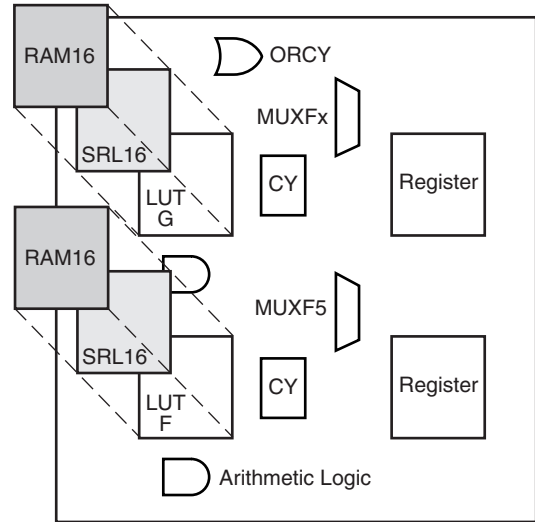 RAM16
ORCY
MUXFx
SRL16
LUT
G
CY
Register
RAM16
MUXF5
SRL16
LUT
F
CY
Register
Arithmetic Logic